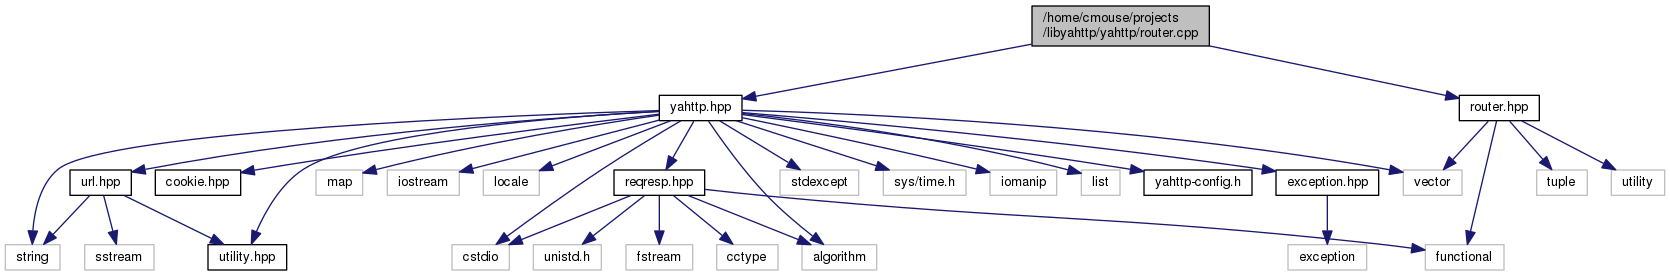 /home/cmouse/projects
/libyahttp/yahttp/router.cpp
yahttp.hpp
router.hpp
url.hpp
cookie.hpp
map
iostream
locale
reqresp.hpp
stdexcept
sys/time.h
iomanip
list
yahttp-config.h
exception.hpp
vector
tuple
utility
string
sstream
utility.hpp
cstdio
unistd.h
fstream
cctype
algorithm
exception
functional